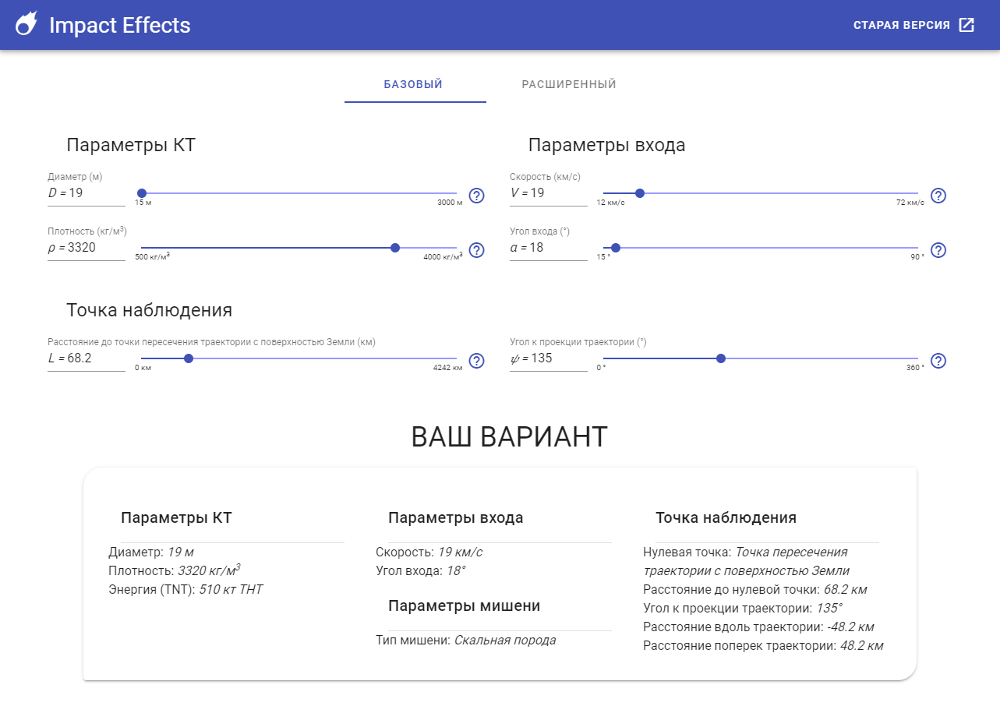 Impact Effects
СТАРАЯ ВЕРСИЯ
БАЗОВЫЙ
РАСШИРЕННЫЙ
Параметры КТ
Диаметр (м)
D = 19
15 м
3000 м
Плотность (кг/м³)
ρ = 3320
500 кг/м³
4000 кг/м³
Параметры входа
Скорость (км/с)
V = 19
12 км/с
72 км/с
Угол входа (°)
α = 18
15 °
90 °
Точка наблюдения
Расстояние до точки пересечения траектории с поверхностью Земли (км)
L = 68.2
0 км
4242 км
Угол к проекции траектории (°)
ψ = 135
0 °
360 °
ВАШ ВАРИАНТ
Параметры КТ
Диаметр: 19 м
Плотность: 3320 кг/м³
Энергия (TNT): 510 кт ТНТ
Параметры входа
Скорость: 19 км/с
Угол входа: 18°
Параметры мишени
Тип мишени: Скальная порода
Точка наблюдения
Нулевая точка: Точка пересечения
траектории с поверхностью Земли
Расстояние до нулевой точки: 68.2 км
Угол к проекции траектории: 135°
Расстояние вдоль траектории: -48.2 км
Расстояние поперек траектории: 48.2 км